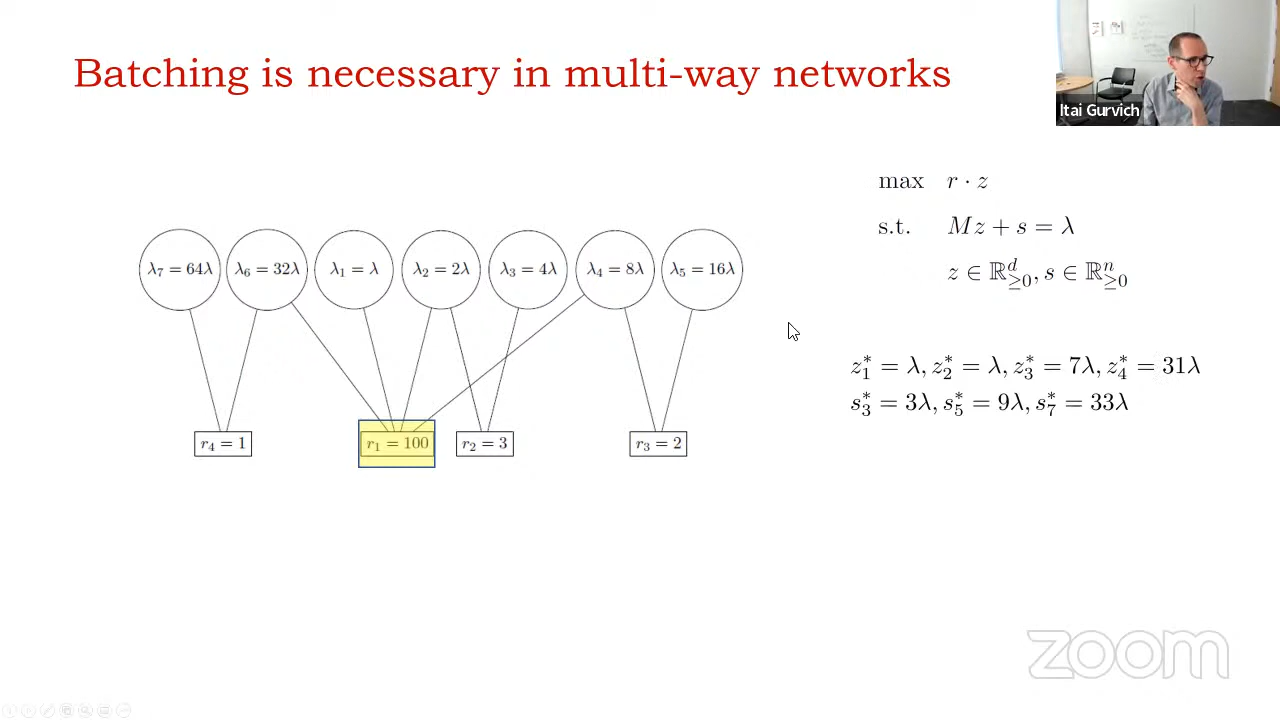 Batching is necessary in multi-way networks
Itai Gurvich
max r · z
s.t. Mz + s = λ
z ∈ ℝ^d_≥0, s ∈ ℝ^n_≥0
λ₇ = 64λ λ₆ = 32λ λ₁ = λ λ₂ = 2λ λ₃ = 4λ λ₄ = 8λ λ₅ = 16λ
z₁* = λ, z₂* = λ, z₃* = 7λ, z₄* = 31λ
s₃* = 3λ, s₅* = 9λ, s₇* = 33λ
r₄ = 1 r₁ = 100 r₂ = 3 r₃ = 2
zoom